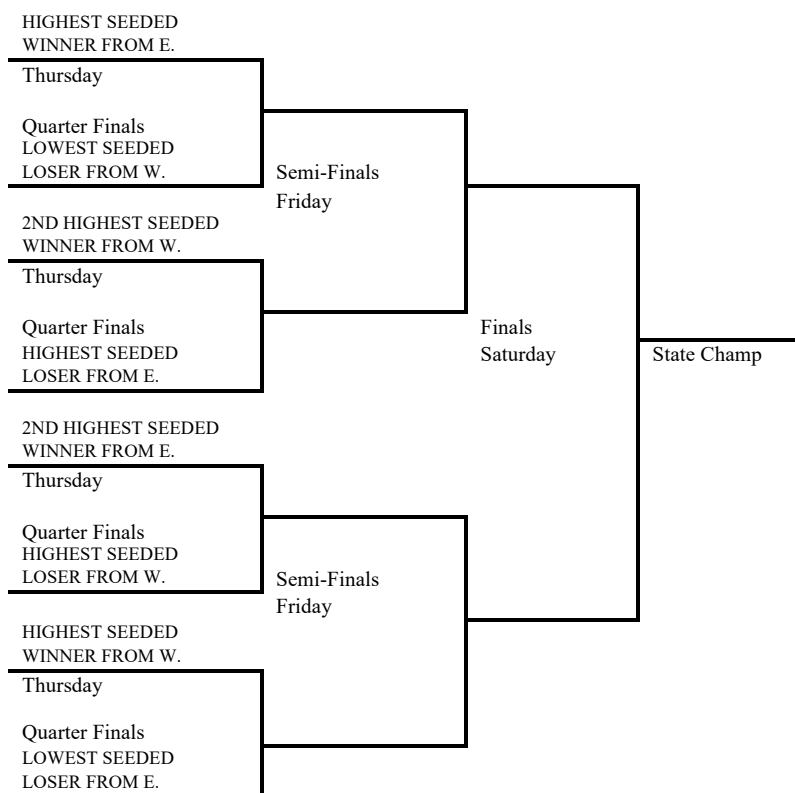 HIGHEST SEEDED
WINNER FROM E.
Thursday
Quarter Finals
LOWEST SEEDED
LOSER FROM W.
Semi-Finals
Friday
2ND HIGHEST SEEDED
WINNER FROM W.
Thursday
Quarter Finals
HIGHEST SEEDED
LOSER FROM E.
Finals
Saturday
State Champ
2ND HIGHEST SEEDED
WINNER FROM E.
Thursday
Quarter Finals
HIGHEST SEEDED
LOSER FROM W.
Semi-Finals
Friday
HIGHEST SEEDED
WINNER FROM W.
Thursday
Quarter Finals
LOWEST SEEDED
LOSER FROM E.